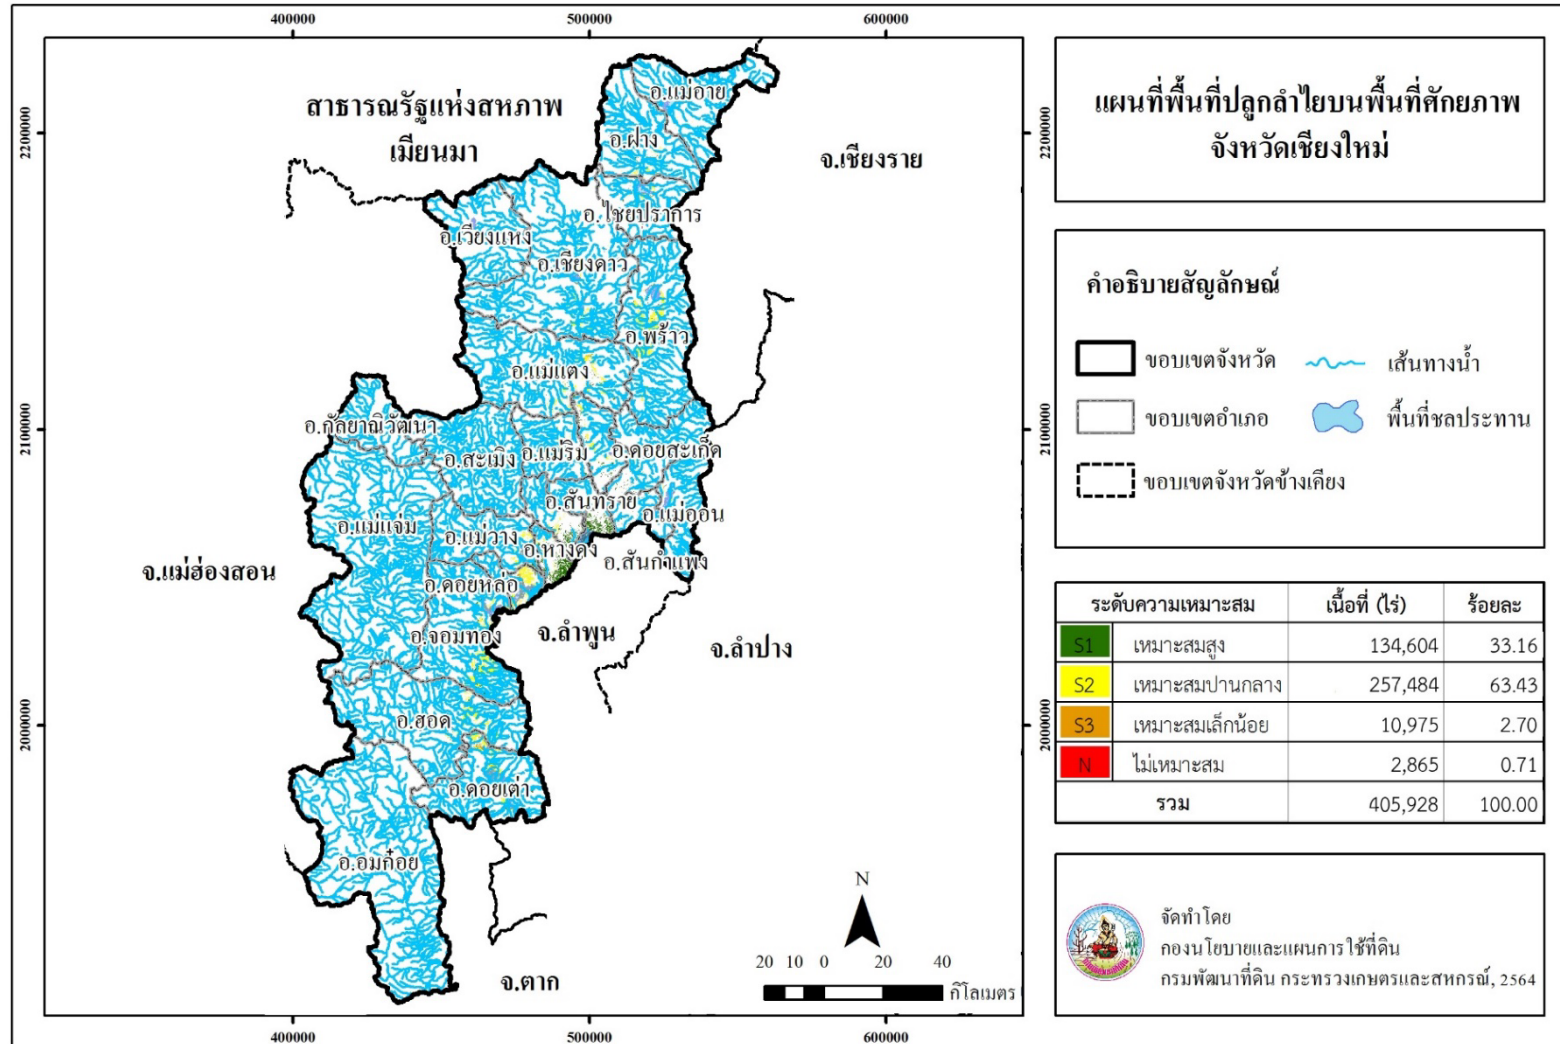 400000
500000
600000
2200000
2100000
2000000
สาธารณรัฐแห่งสหภาพ
เมียนมา
จ.เชียงราย
จ.แม่ฮ่องสอน
จ.ลำพูน
จ.ลำปาง
จ.ตาก
อ.แม่อาย
อ.ฝาง
อ.ไชยปราการ
อ.เวียงแหง
อ.เชียงดาว
อ.พร้าว
อ.แม่แตง
อ.กัลยาณิวัฒนา
อ.สะเมิง
อ.แม่ริม
อ.ดอยสะเก็ด
อ.สันทราย
อ.แม่ออน
อ.แม่แจ่ม
อ.แม่วาง
อ.หางดง
อ.สันกำแพง
อ.ดอยหล่อ
อ.จอมทอง
อ.ฮอด
อ.ดอยเต่า
อ.อมก๋อย
N
20 10 0 20 40
กิโลเมตร
2200000
2100000
2000000
400000
500000
600000
แผนที่พื้นที่ปลูกลำไยบนพื้นที่ศักยภาพ
จังหวัดเชียงใหม่
คำอธิบายสัญลักษณ์
ขอบเขตจังหวัด เส้นทางน้ำ
ขอบเขตอำเภอ พื้นที่ชลประทาน
ขอบเขตจังหวัดข้างเคียง
ระดับความเหมาะสม เนื้อที่ (ไร่) ร้อยละ
S1 เหมาะสมสูง 134,604 33.16
S2 เหมาะสมปานกลาง 257,484 63.43
S3 เหมาะสมเล็กน้อย 10,975 2.70
N ไม่เหมาะสม 2,865 0.71
รวม 405,928 100.00
จัดทำโดย
กองนโยบายและแผนการใช้ที่ดิน
กรมพัฒนาที่ดิน กระทรวงเกษตรและสหกรณ์, 2564